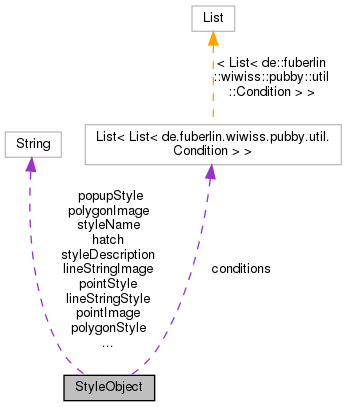 List
< List< de::fuberlin
::wiwiss::pubby::util
::Condition > >
String
List< List< de.fuberlin.wiwiss.pubby.util.
Condition > >
popupStyle
polygonImage
styleName
hatch
styleDescription
lineStringImage
pointStyle
lineStringStyle
pointImage
polygonStyle
...
conditions
StyleObject